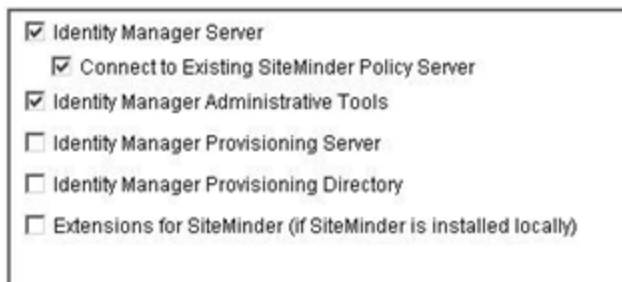 Identity Manager Server
Connect to Existing SiteMinder Policy Server
Identity Manager Administrative Tools
Identity Manager Provisioning Server
Identity Manager Provisioning Directory
Extensions for SiteMinder (if SiteMinder is installed locally)